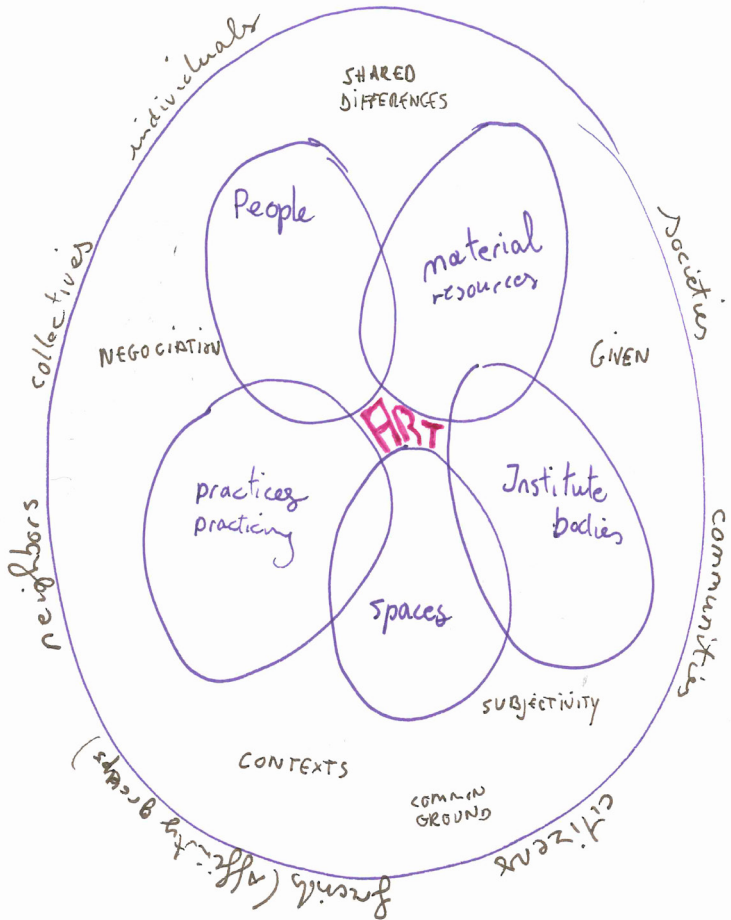 individuals
SHARED
DIFFERENCES
People
material
resources
societies
collectives
NEGOCIATION
GIVEN
ART
practices
practicing
Institute
bodies
neighbors
communities
spaces
SUBJECTIVITY
CONTEXTS
COMMON
GROUND
citizens
friends (affinity groups)